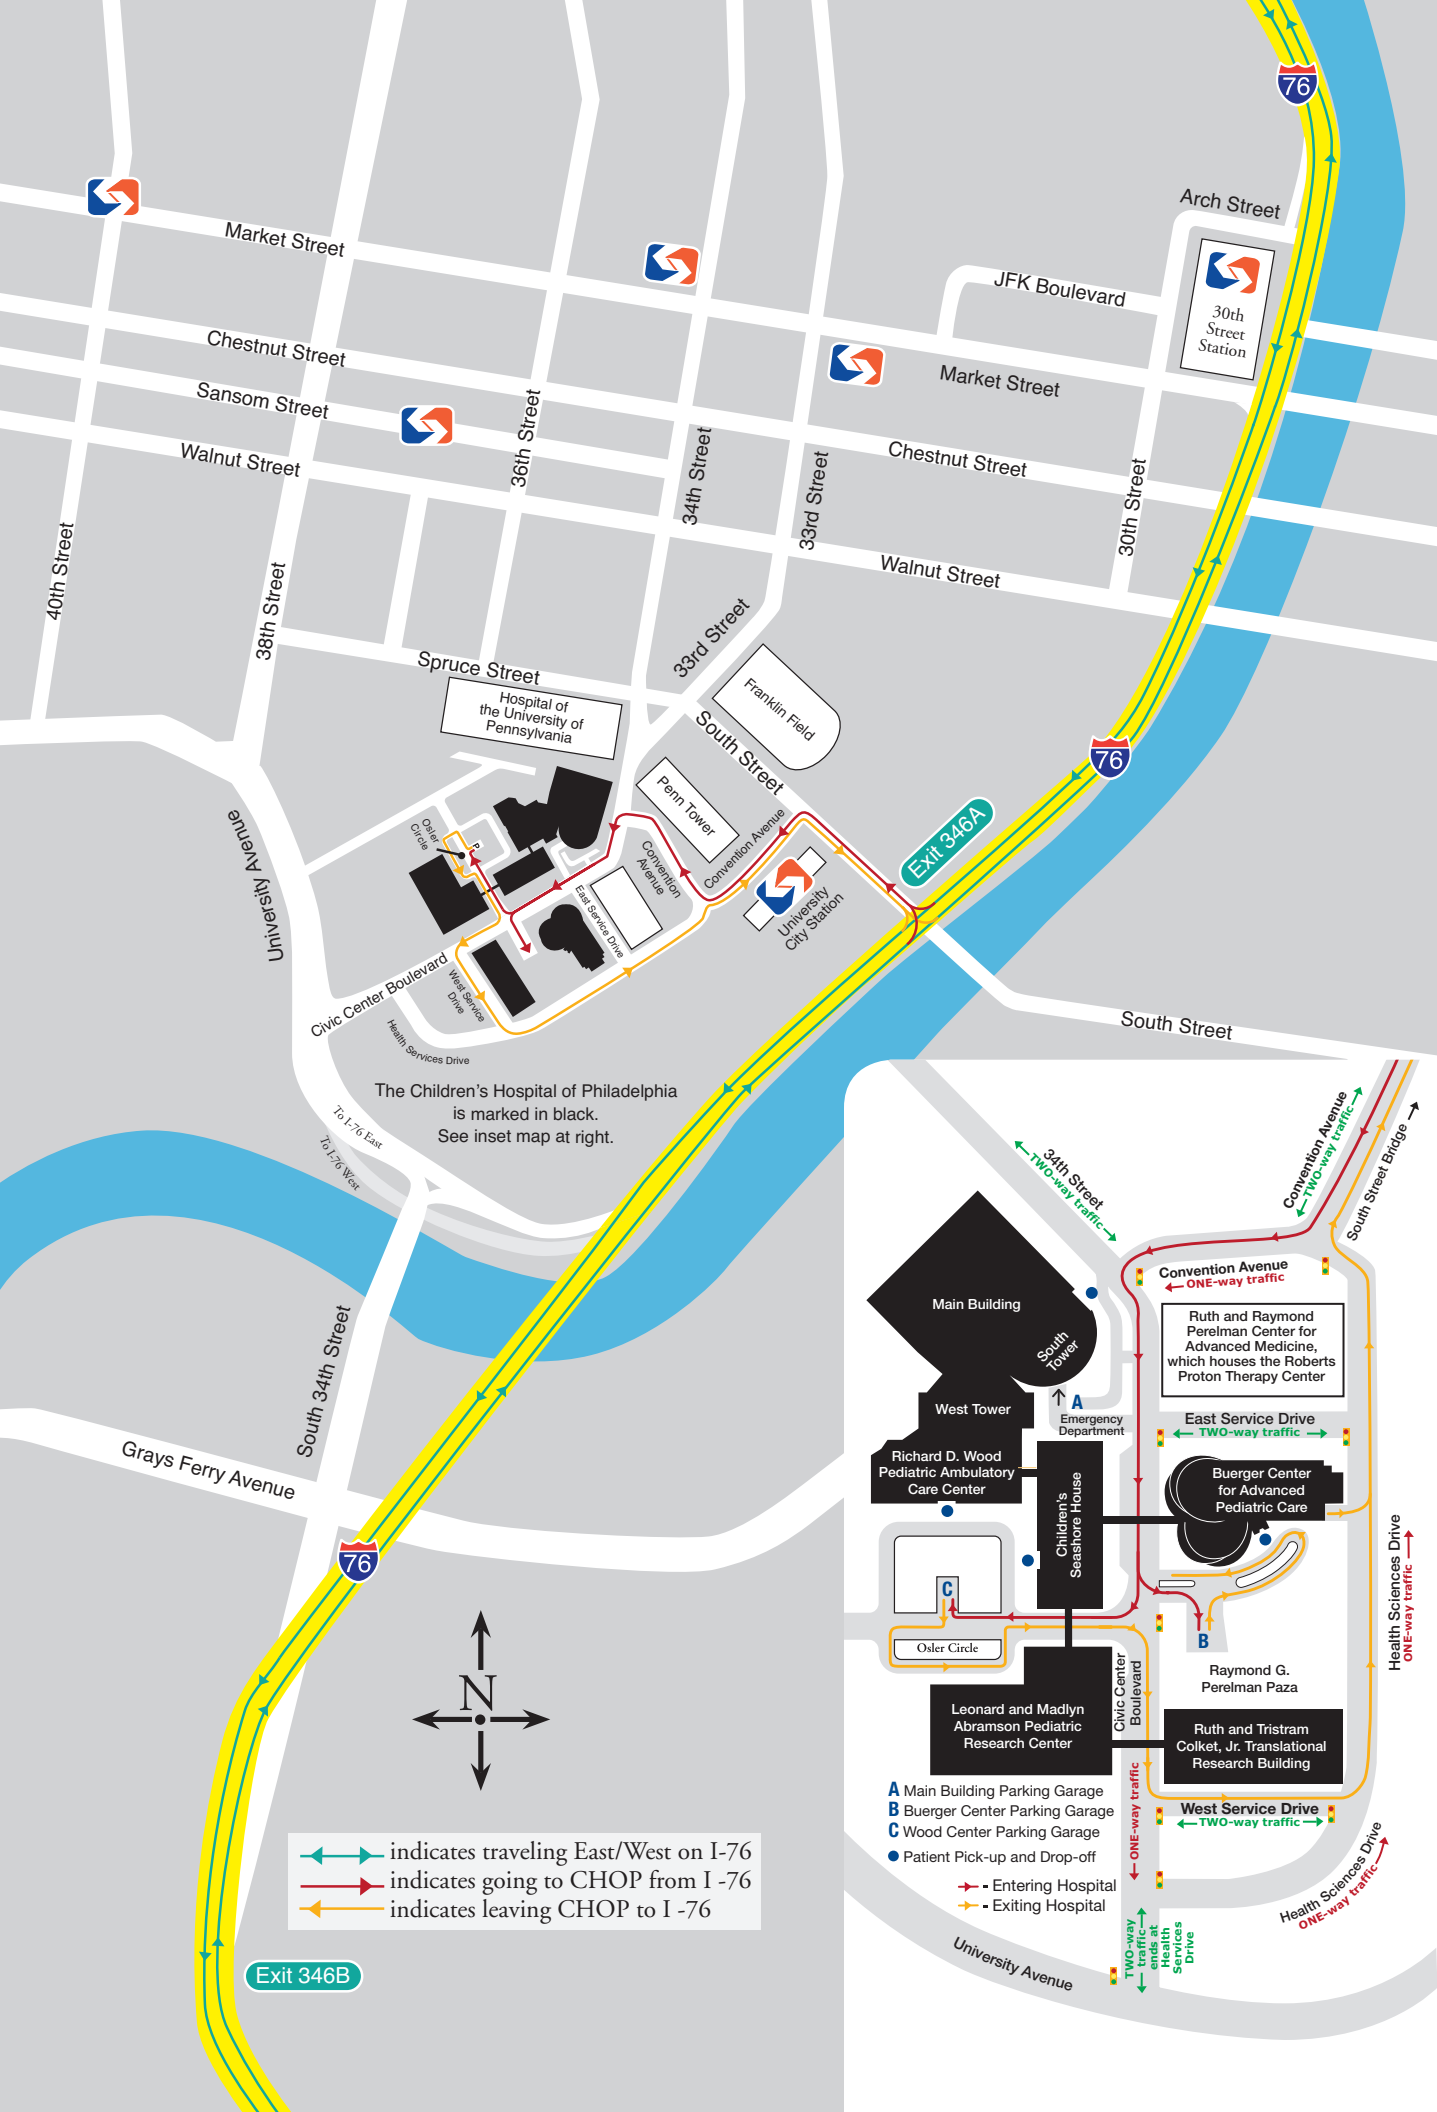 76
Arch Street
Market Street
JFK Boulevard
30th
Street
Station
Chestnut Street
Market Street
Sansom Street
36th Street
34th Street
33rd Street
Chestnut Street
30th Street
Walnut Street
40th Street
38th Street
Walnut Street
33rd Street
Spruce Street
Hospital of
the University of
Pennsylvania
Franklin Field
South Street
76
Penn Tower
University Avenue
Osler
Circle
P
Convention
Avenue
Convention Avenue
Exit 346A
East Service Drive
University
City Station
Civic Center Boulevard
West Service
Drive
Health Services Drive
South Street
The Children's Hospital of Philadelphia
is marked in black.
See inset map at right.
To I-76 East
To I-76 West
South 34th Street
Grays Ferry Avenue
76
N
indicates traveling East/West on I-76
indicates going to CHOP from I -76
indicates leaving CHOP to I -76
Exit 346B
34th Street
TWO-way traffic
Convention Avenue
TWO-way traffic
South Street Bridge
Convention Avenue
ONE-way traffic
Main Building
South
Tower
Ruth and Raymond
Perelman Center for
Advanced Medicine,
which houses the Roberts
Proton Therapy Center
A
Emergency
Department
West Tower
East Service Drive
TWO-way traffic
Richard D. Wood
Pediatric Ambulatory
Care Center
Children's
Seashore House
Buerger Center
for Advanced
Pediatric Care
Health Sciences Drive
ONE-way traffic
C
B
Osler Circle
Raymond G.
Perelman Paza
Civic Center
Boulevard
Leonard and Madlyn
Abramson Pediatric
Research Center
Ruth and Tristram
Colket, Jr. Translational
Research Building
ONE-way traffic
A Main Building Parking Garage
B Buerger Center Parking Garage
C Wood Center Parking Garage
Patient Pick-up and Drop-off
- Entering Hospital
- Exiting Hospital
West Service Drive
TWO-way traffic
Health Sciences Drive
ONE-way traffic
TWO-way
traffic
ends at
Health
Services
Drive
University Avenue